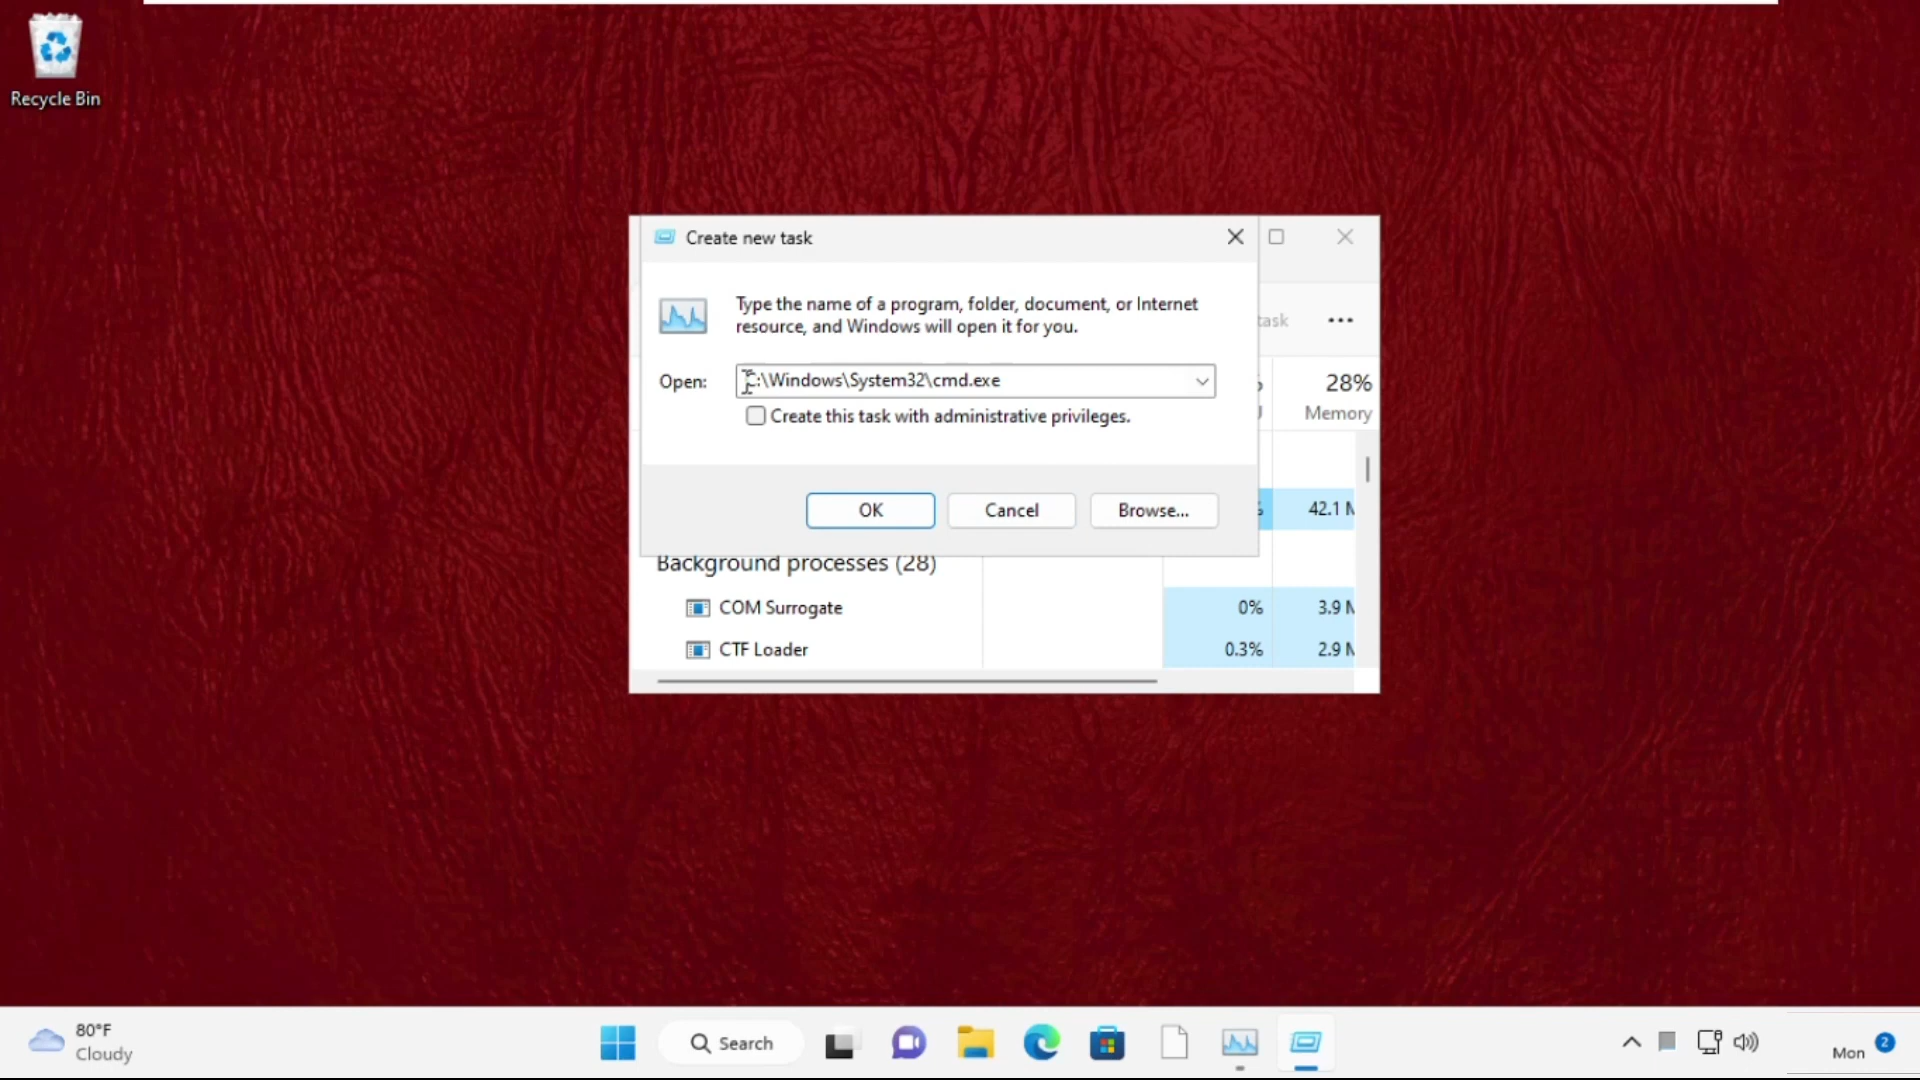 Recycle Bin
Create new task
Type the name of a program, folder, document, or Internet
resource, and Windows will open it for you.
Open:
C:\Windows\System32\cmd.exe
Create this task with administrative privileges.
OK
Cancel
Browse...
task
28%
Memory
42.1
Background processes (28)
COM Surrogate
0%
3.9
CTF Loader
0.3%
2.9
80°F
Cloudy
Search
Mon
2